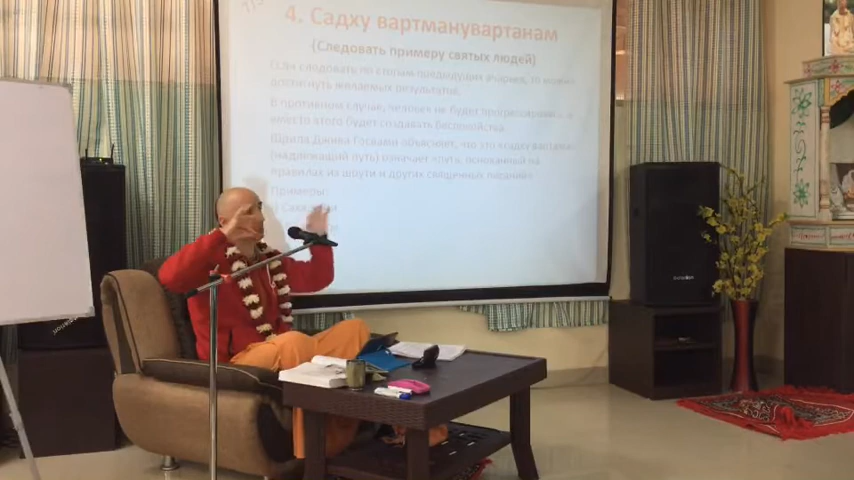 4. Садху вартманувартанам
(Следовать примеру святых людей)
Если следовать по стопам предыдущих ачарьев, то можно
достигнуть желаемых результатов.
В противном случае, человек не будет прогрессировать, а
вместо этого будет создавать беспокойства.
Шрила Джива Госвами объясняет, что это «садху вартма»
(надлежащий путь) означает «путь, основанный на
правилах из шрути и других священных писаний»
Примеры: